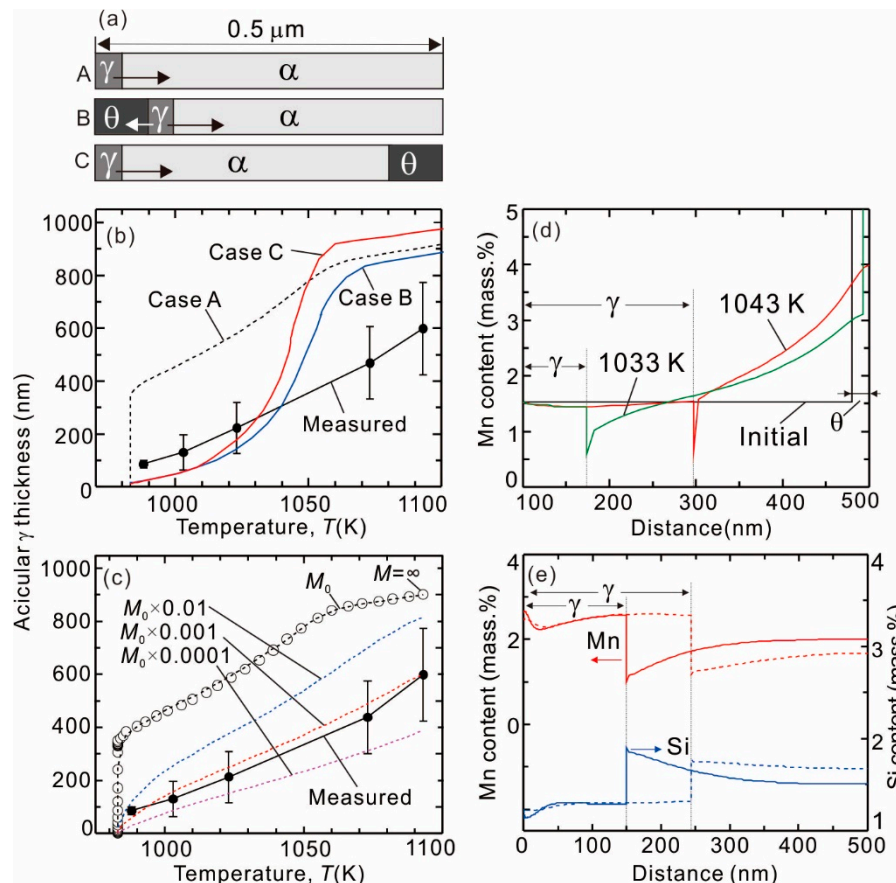 (a)
0.5 μm
A γ α
B θ γ α
C γ α θ
Acicular γ thickness (nm)
(b)
1000
800
600
400
200
0
Case C
Case A
Case B
Measured
1000 1050 1100
Temperature, T(K)
(c)
1000
800
600
400
200
0
M₀ M=∞
M₀×0.01
M₀×0.001
M₀×0.0001
Measured
1000 1050 1100
Temperature, T(K)
(d)
Mn content (mass.%)
5
4
3
2
1
0
γ
γ
1043 K
1033 K
Initial
θ
100 200 300 400 500
Distance(nm)
(e)
Mn content (mass.%)
4
2
0
γ
γ
Mn
Si
4
3
2
1
Si content (mass.%)
0 100 200 300 400 500
Distance (nm)